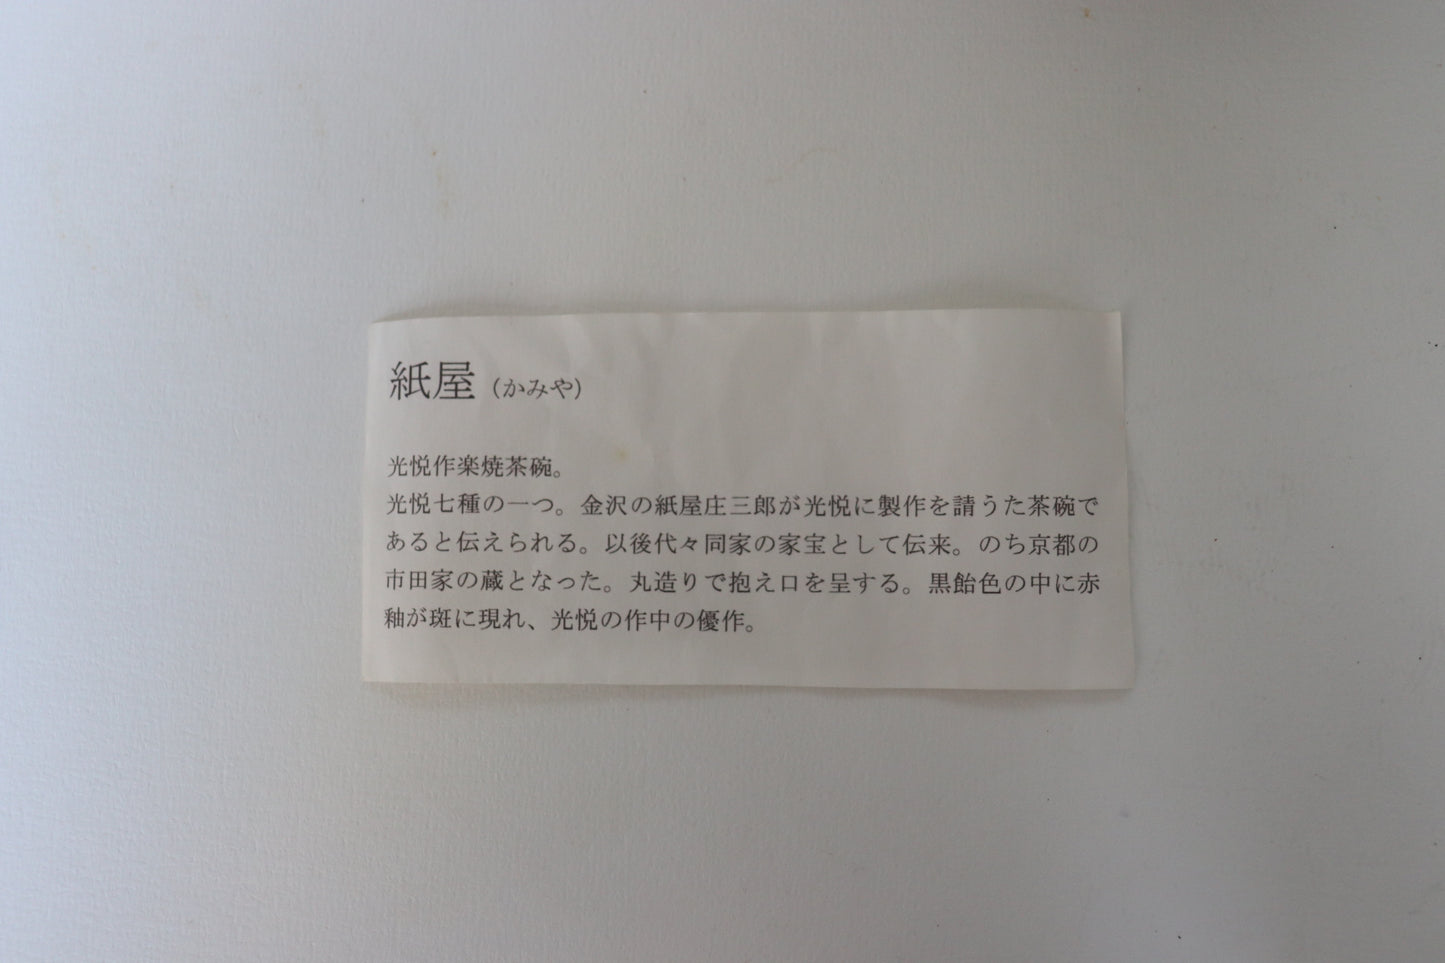 紙屋（かみや）
光悦作楽焼茶碗。
光悦七種の一つ。金沢の紙屋庄三郎が光悦に製作を請うた茶碗で
あると伝えられる。以後代々同家の家宝として伝来。のち京都の
市田家の蔵となった。丸造りで抱え口を呈する。黒飴色の中に赤
釉が斑に現れ、光悦の作中の優作。